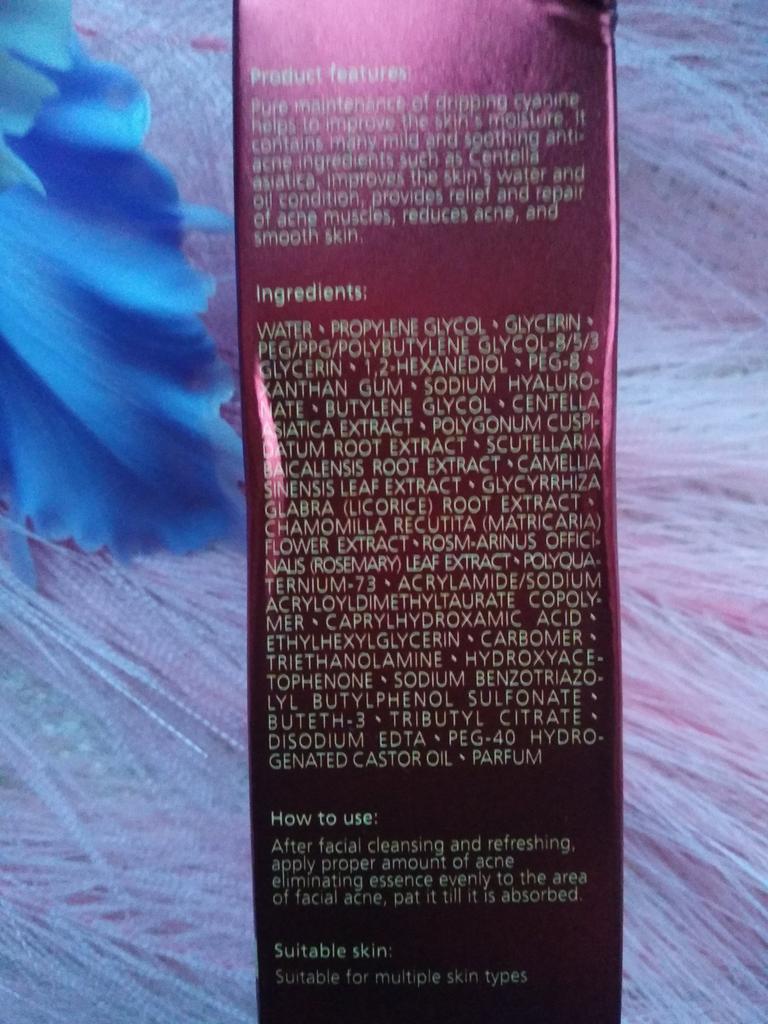 Product features:
Pure maintenance of dripping cyanine
helps to improve the skin's moisture. It
contains many mild and soothing anti-
acne ingredients such as Centella
asiatica, improves the skin's water and
oil condition, provides relief and repair
of acne muscles, reduces acne, and
smooth skin.
Ingredients:
WATER、PROPYLENE GLYCOL、GLYCERIN、
PEG/PPG/POLYBUTYLENE GLYCOL-8/5/3
GLYCERIN、1,2-HEXANEDIOL、PEG-8、
XANTHAN GUM、SODIUM HYALURO-
NATE、BUTYLENE GLYCOL、CENTELLA
ASIATICA EXTRACT、POLYGONUM CUSPI-
DATUM ROOT EXTRACT、SCUTELLARIA
BAICALENSIS ROOT EXTRACT、CAMELLIA
SINENSIS LEAF EXTRACT、GLYCYRRHIZA
GLABRA (LICORICE) ROOT EXTRACT、
CHAMOMILLA RECUTITA (MATRICARIA)
FLOWER EXTRACT、ROSM-ARINUS OFFICI-
NALIS (ROSEMARY) LEAF EXTRACT、POLYQUA-
TERNIUM-73、ACRYLAMIDE/SODIUM
ACRYLOYLDIMETHYLTAURATE COPOLY-
MER、CAPRYLHYDROXAMIC ACID、
ETHYLHEXYLGLYCERIN、CARBOMER、
TRIETHANOLAMINE、HYDROXYACE-
TOPHENONE、SODIUM BENZOTRIAZO-
LYL BUTYLPHENOL SULFONATE、
BUTETH-3、TRIBUTYL CITRATE、
DISODIUM EDTA、PEG-40 HYDRO-
GENATED CASTOR OIL、PARFUM
How to use:
After facial cleansing and refreshing,
apply proper amount of acne
eliminating essence evenly to the area
of facial acne, pat it till it is absorbed.
Suitable skin:
Suitable for multiple skin types